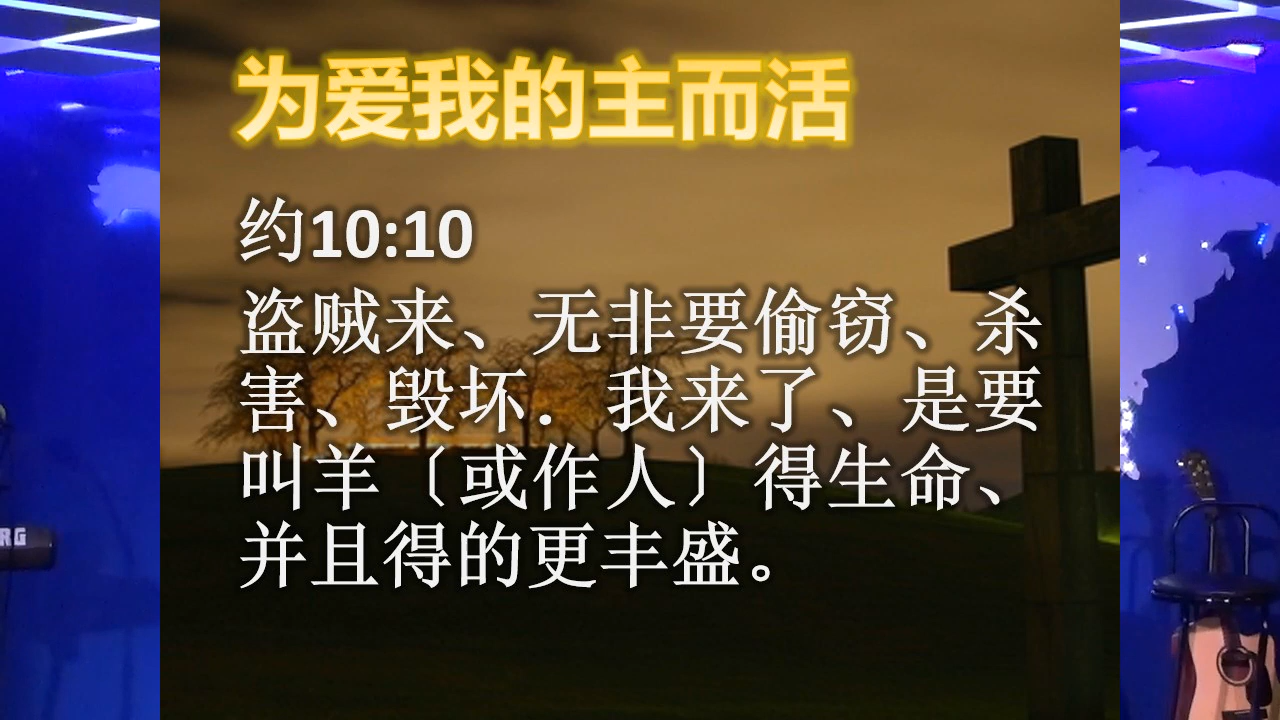 为爱我的主而活
约10:10
盗贼来、无非要偷窃、杀
害、毁坏．我来了、是要
叫羊〔或作人〕得生命、
并且得的更丰盛。
RG